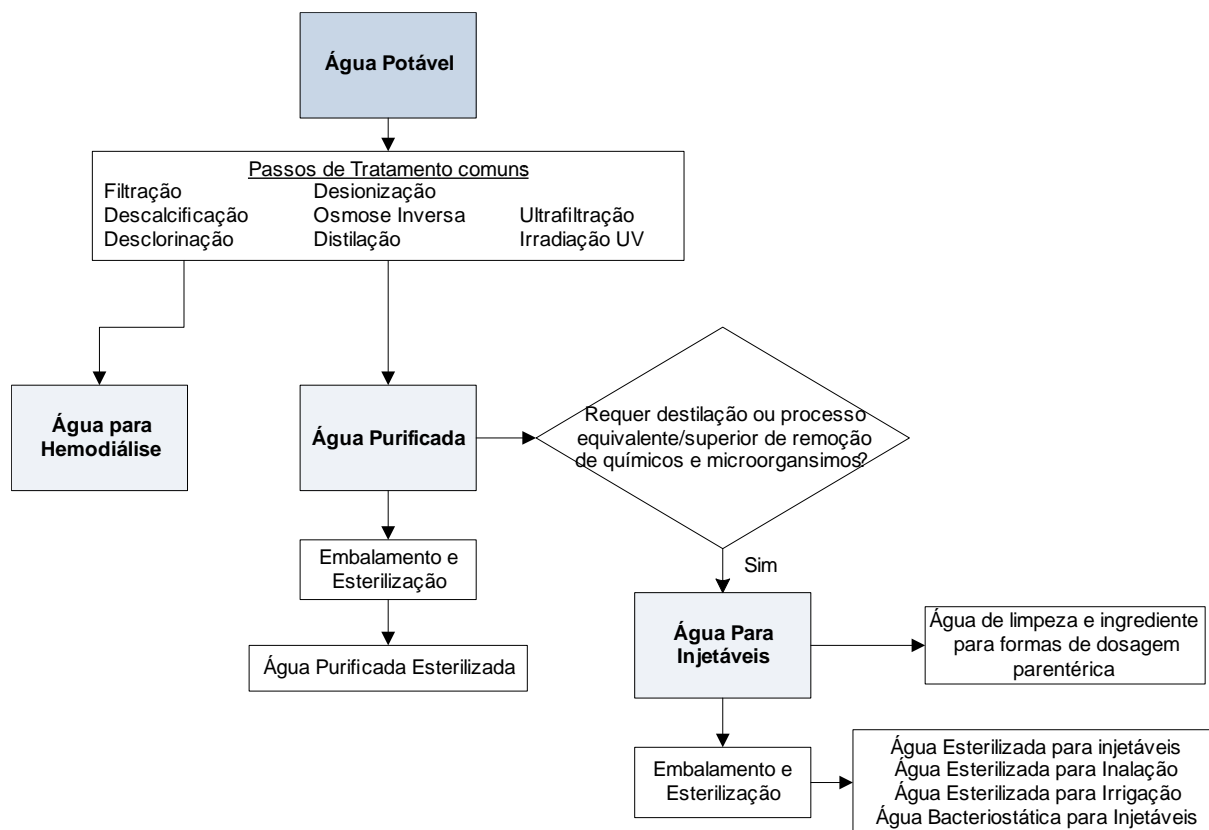 Água Potável
Passos de Tratamento comuns
Filtração Desionização
Descalcificação Osmose Inversa Ultrafiltração
Desclorinação Distilação Irradiação UV
Água para
Hemodiálise
Água Purificada
Requer destilação ou processo
equivalente/superior de remoção
de químicos e microorgansimos?
Embalamento e
Esterilização
Sim
Água Purificada Esterilizada
Água Para
Injetáveis
Água de limpeza e ingrediente
para formas de dosagem
parentérica
Embalamento e
Esterilização
Água Esterilizada para injetáveis
Água Esterilizada para Inalação
Água Esterilizada para Irrigação
Água Bacteriostática para Injetáveis